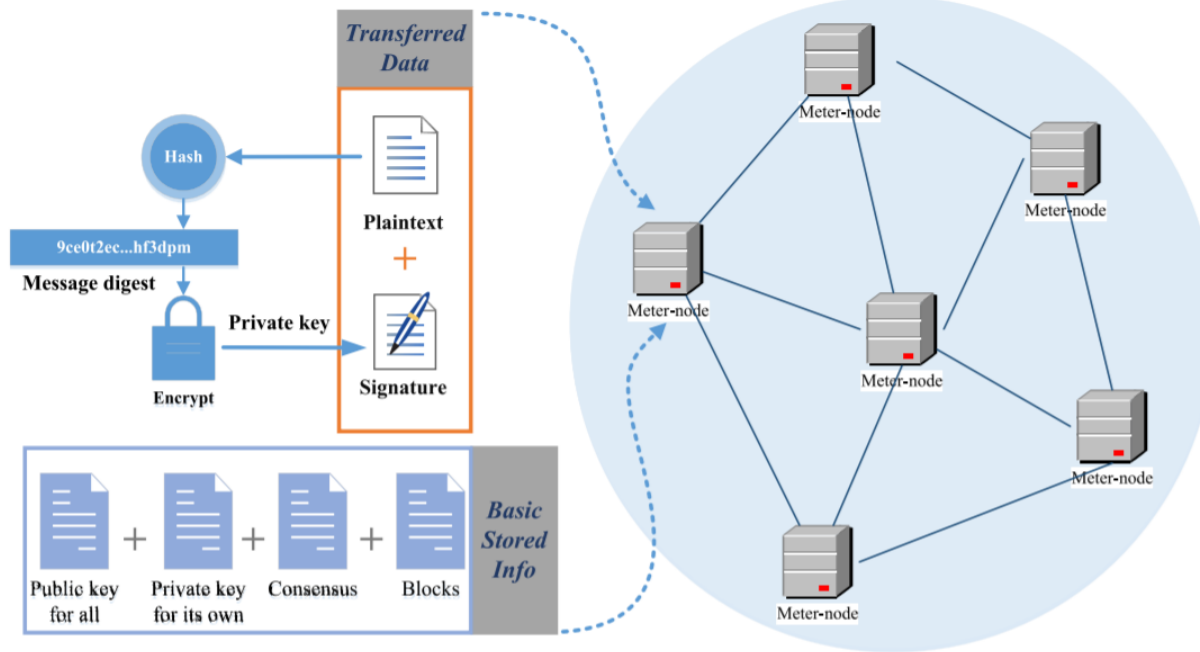 Transferred
Data
Hash
Plaintext
+
9ce0t2ec...hf3dpm
Message digest
Private key
Encrypt
Signature
Public key
for all
+
Private key
for its own
+
Consensus
+
Blocks
Basic
Stored
Info
Meter-node
Meter-node
Meter-node
Meter-node
Meter-node
Meter-node